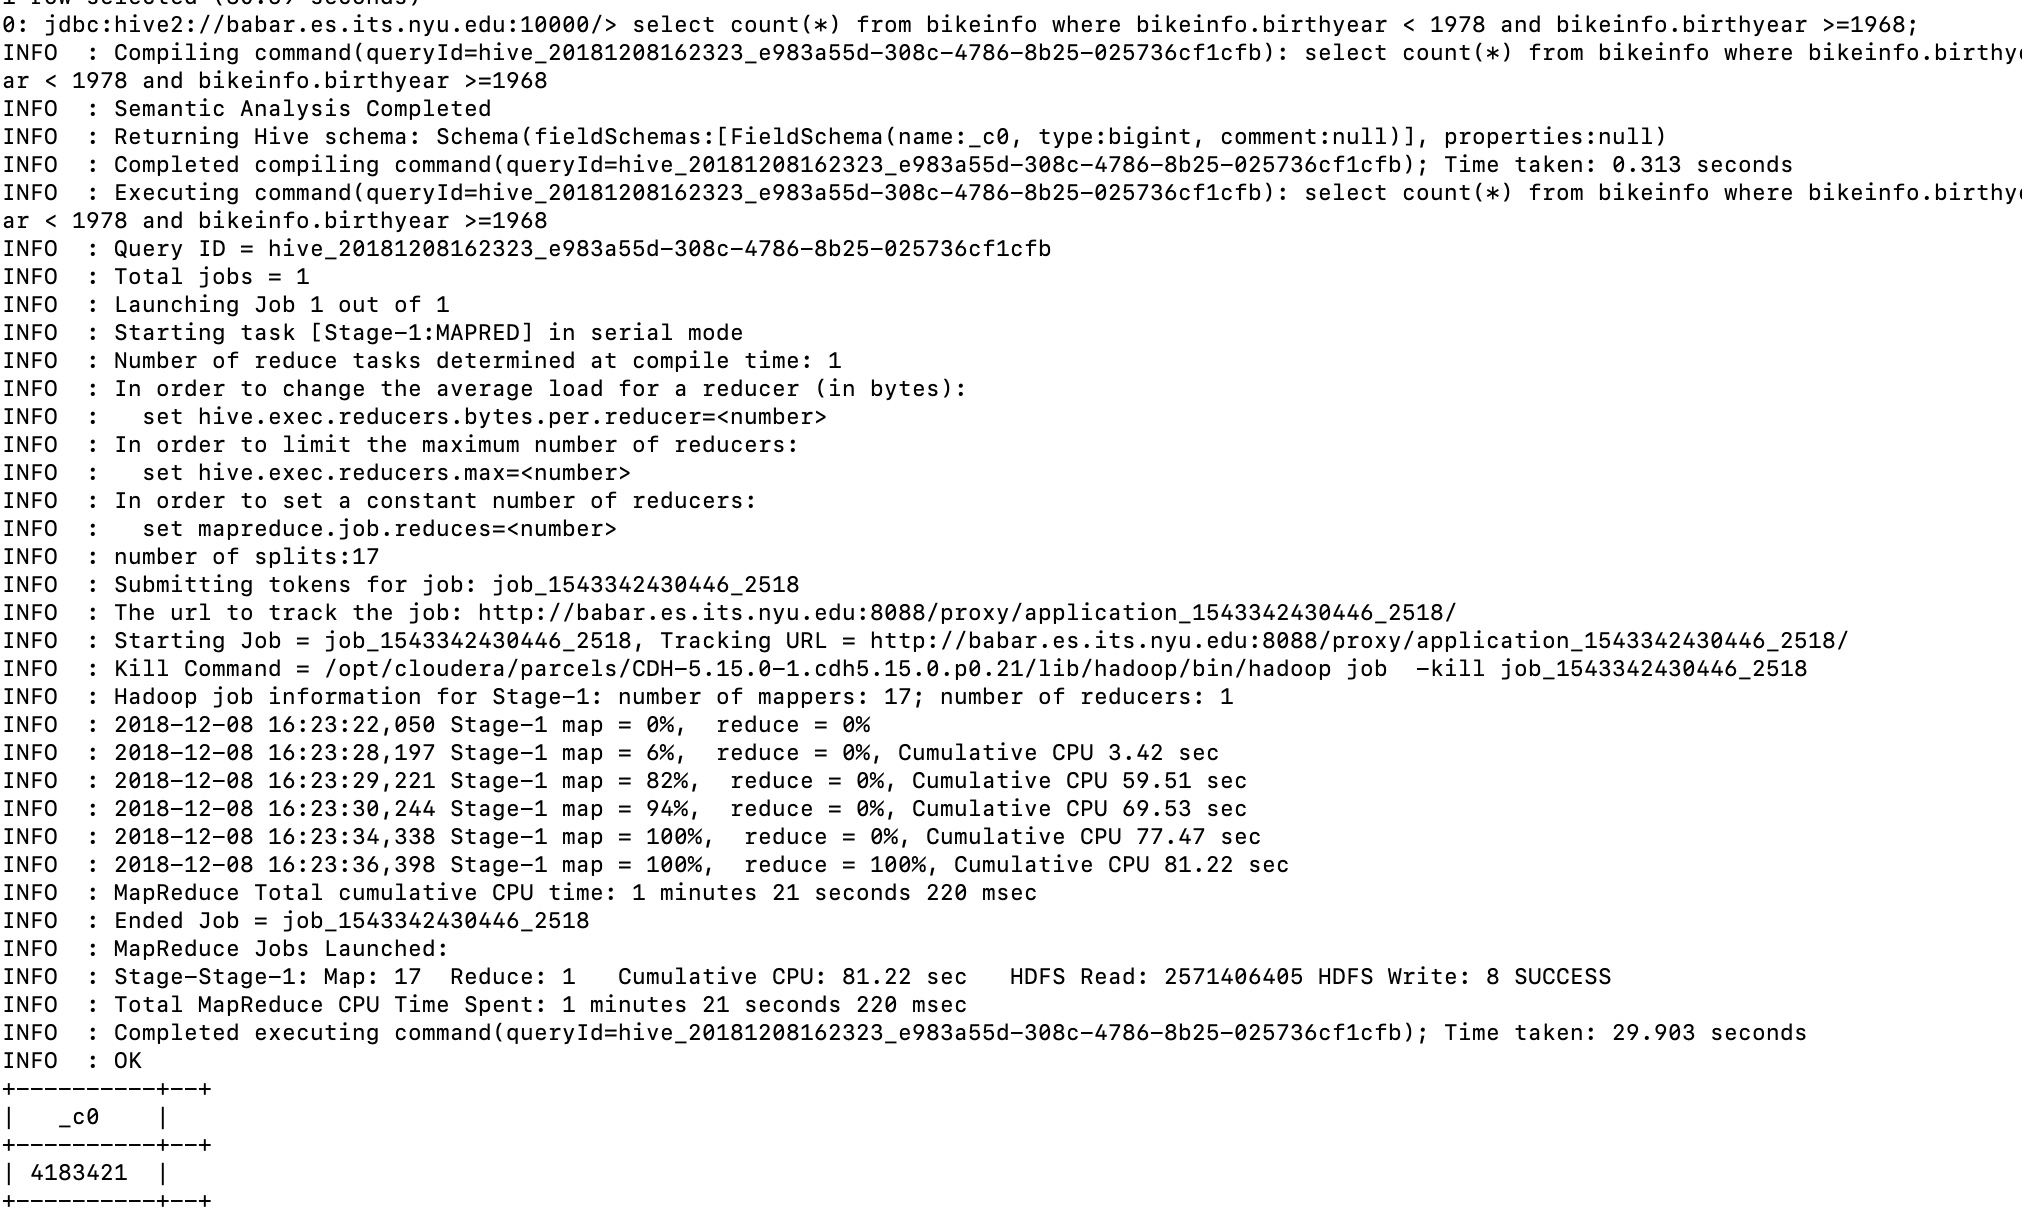 1 row selected (30.89 seconds)
0: jdbc:hive2://babar.es.its.nyu.edu:10000/> select count(*) from bikeinfo where bikeinfo.birthyear < 1978 and bikeinfo.birthyear >=1968;
INFO  : Compiling command(queryId=hive_20181208162323_e983a55d-308c-4786-8b25-025736cf1cfb): select count(*) from bikeinfo where bikeinfo.birthye
ar < 1978 and bikeinfo.birthyear >=1968
INFO  : Semantic Analysis Completed
INFO  : Returning Hive schema: Schema(fieldSchemas:[FieldSchema(name:_c0, type:bigint, comment:null)], properties:null)
INFO  : Completed compiling command(queryId=hive_20181208162323_e983a55d-308c-4786-8b25-025736cf1cfb); Time taken: 0.313 seconds
INFO  : Executing command(queryId=hive_20181208162323_e983a55d-308c-4786-8b25-025736cf1cfb): select count(*) from bikeinfo where bikeinfo.birthye
ar < 1978 and bikeinfo.birthyear >=1968
INFO  : Query ID = hive_20181208162323_e983a55d-308c-4786-8b25-025736cf1cfb
INFO  : Total jobs = 1
INFO  : Launching Job 1 out of 1
INFO  : Starting task [Stage-1:MAPRED] in serial mode
INFO  : Number of reduce tasks determined at compile time: 1
INFO  : In order to change the average load for a reducer (in bytes):
INFO  :   set hive.exec.reducers.bytes.per.reducer=<number>
INFO  : In order to limit the maximum number of reducers:
INFO  :   set hive.exec.reducers.max=<number>
INFO  : In order to set a constant number of reducers:
INFO  :   set mapreduce.job.reduces=<number>
INFO  : number of splits:17
INFO  : Submitting tokens for job: job_1543342430446_2518
INFO  : The url to track the job: http://babar.es.its.nyu.edu:8088/proxy/application_1543342430446_2518/
INFO  : Starting Job = job_1543342430446_2518, Tracking URL = http://babar.es.its.nyu.edu:8088/proxy/application_1543342430446_2518/
INFO  : Kill Command = /opt/cloudera/parcels/CDH-5.15.0-1.cdh5.15.0.p0.21/lib/hadoop/bin/hadoop job  -kill job_1543342430446_2518
INFO  : Hadoop job information for Stage-1: number of mappers: 17; number of reducers: 1
INFO  : 2018-12-08 16:23:22,050 Stage-1 map = 0%,  reduce = 0%
INFO  : 2018-12-08 16:23:28,197 Stage-1 map = 6%,  reduce = 0%, Cumulative CPU 3.42 sec
INFO  : 2018-12-08 16:23:29,221 Stage-1 map = 82%,  reduce = 0%, Cumulative CPU 59.51 sec
INFO  : 2018-12-08 16:23:30,244 Stage-1 map = 94%,  reduce = 0%, Cumulative CPU 69.53 sec
INFO  : 2018-12-08 16:23:34,338 Stage-1 map = 100%,  reduce = 0%, Cumulative CPU 77.47 sec
INFO  : 2018-12-08 16:23:36,398 Stage-1 map = 100%,  reduce = 100%, Cumulative CPU 81.22 sec
INFO  : MapReduce Total cumulative CPU time: 1 minutes 21 seconds 220 msec
INFO  : Ended Job = job_1543342430446_2518
INFO  : MapReduce Jobs Launched:
INFO  : Stage-Stage-1: Map: 17  Reduce: 1   Cumulative CPU: 81.22 sec   HDFS Read: 2571406405 HDFS Write: 8 SUCCESS
INFO  : Total MapReduce CPU Time Spent: 1 minutes 21 seconds 220 msec
INFO  : Completed executing command(queryId=hive_20181208162323_e983a55d-308c-4786-8b25-025736cf1cfb); Time taken: 29.903 seconds
INFO  : OK
+----------+--+
|   _c0    |
+----------+--+
| 4183421  |
+----------+--+